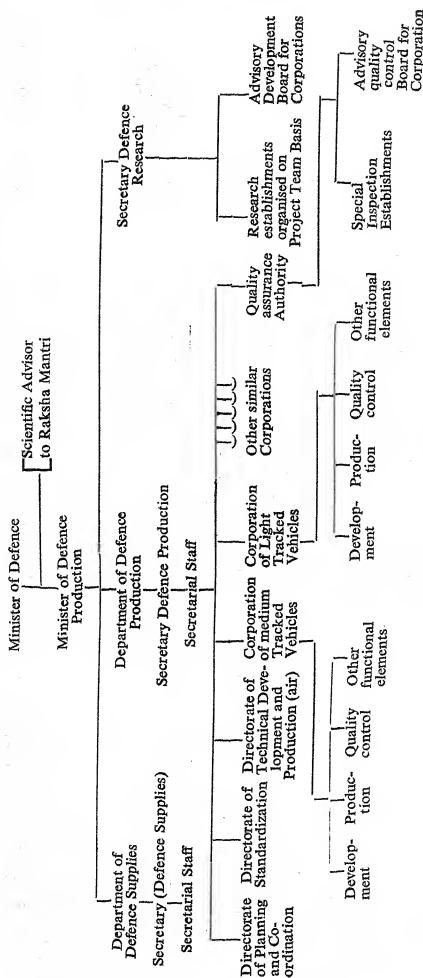 Minister of Defence
Scientific Advisor
to Raksha Mantri
Minister of Defence
Production
Department of
Defence Supplies
Secretary (Defence Supplies)
Secretarial Staff
Department of Defence
Production
Secretary Defence Production
Secretarial Staff
Secretary Defence
Research
Research
establishments
organised on
Project Team Basis
Advisory
Development
Board for
Corporations
Directorate
of Planning
and Co-
ordination
Directorate of
Standardization
Directorate of
Technical Deve-
lopment and
Production (air)
Corporation
of medium
Tracked
Vehicles
Corporation
of Light
Tracked
Vehicles
Other similar
Corporations
Quality
assurance
Authority
Develop-
ment
Produc-
tion
Quality
control
Other
functional
elements
Develop-
ment
Produc-
tion
Quality
control
Other
functional
elements
Special
Inspection
Establishments
Advisory
quality
control
Board for
Corporation